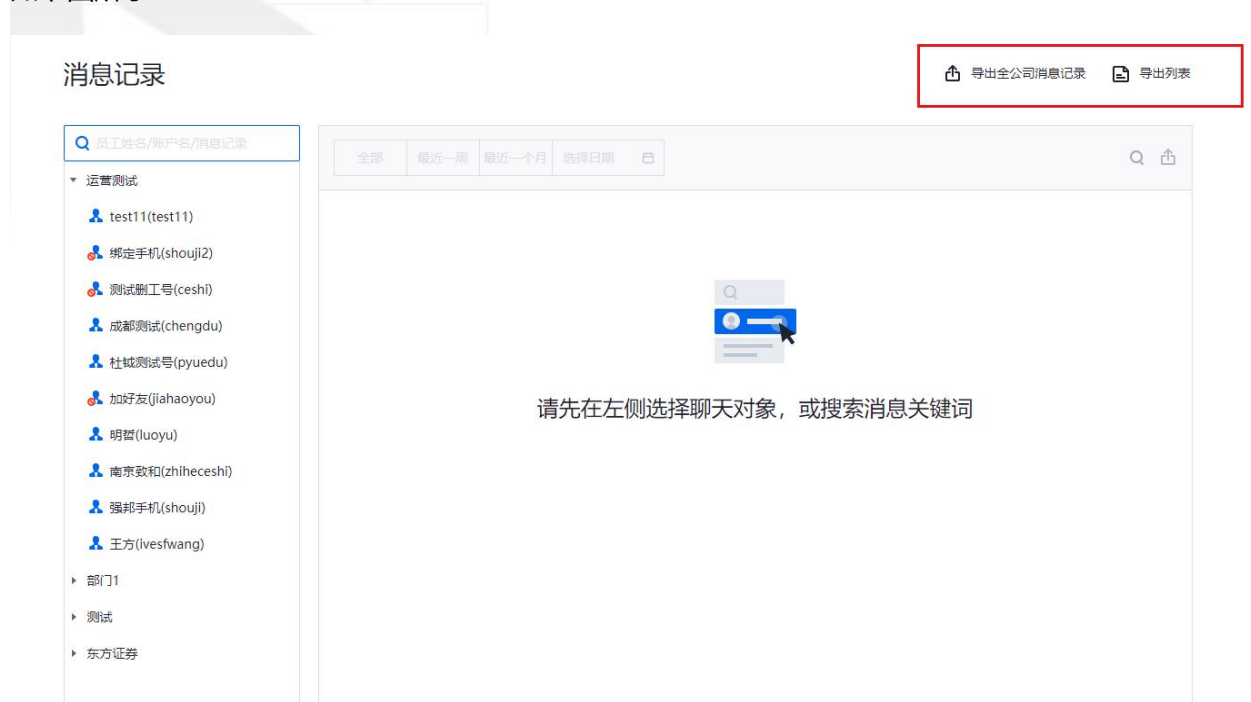 消息记录
导出全公司消息记录 导出列表
员工姓名/账户名/消息记录
全部 最近一周 最近一个月 选择日期
运营测试
test11(test11)
绑定手机(shouji2)
测试删工号(ceshi)
成都测试(chengdu)
杜钺测试号(pyuedu)
加好友(jiahaoyou)
明哲(luoyu)
南京致和(zhiheceshi)
强邦手机(shouji)
王方(ivesfwang)
部门1
测试
东方证券
请先在左侧选择聊天对象，或搜索消息关键词